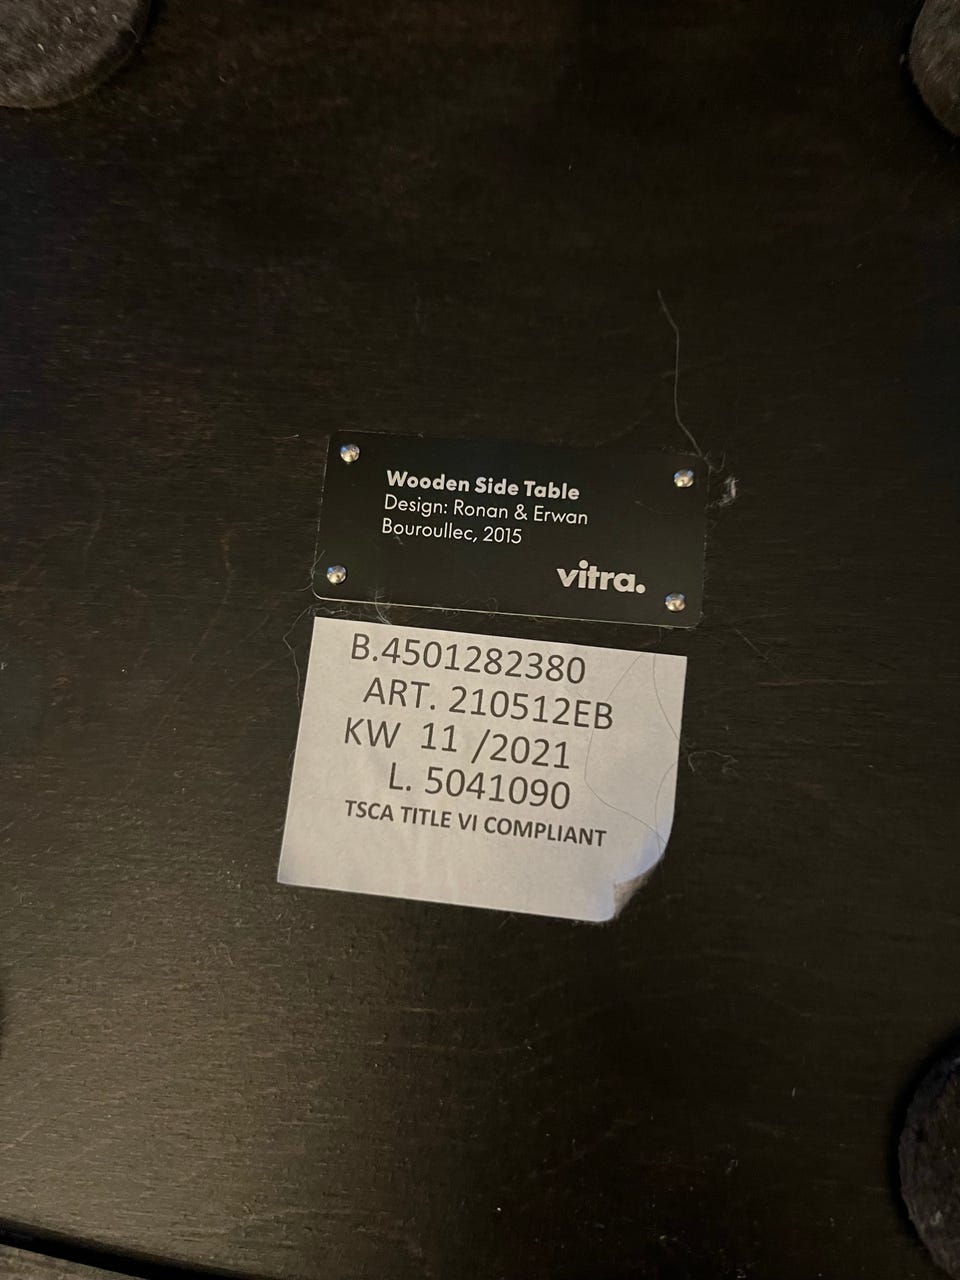 Wooden Side Table
Design: Ronan & Erwan
Bouroullec, 2015
vitra.
B.4501282380
ART. 210512EB
KW 11 /2021
L. 5041090
TSCA TITLE VI COMPLIANT